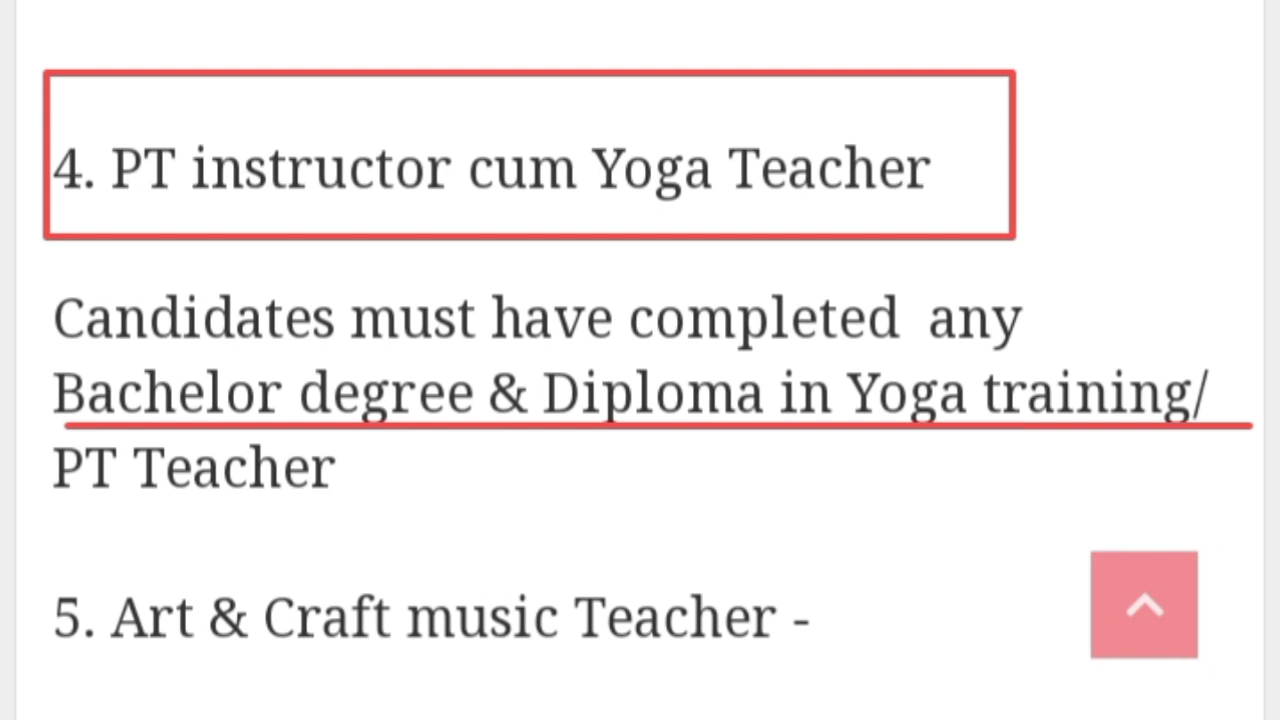 4. PT instructor cum Yoga Teacher
Candidates must have completed any
Bachelor degree & Diploma in Yoga training/
PT Teacher
5. Art & Craft music Teacher -